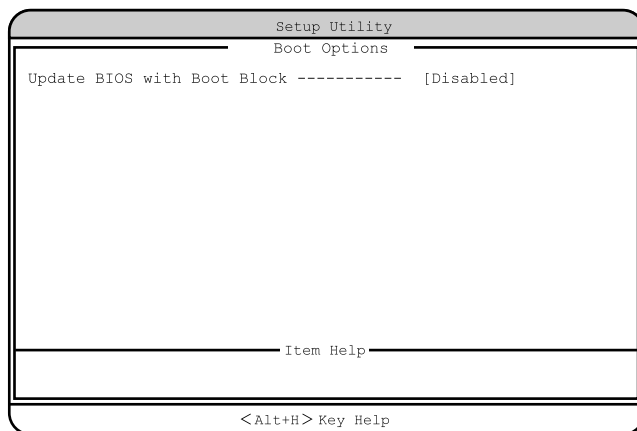 Setup Utility
Boot Options
Update BIOS with Boot Block ----------- [Disabled]
Item Help
<Alt+H> Key Help